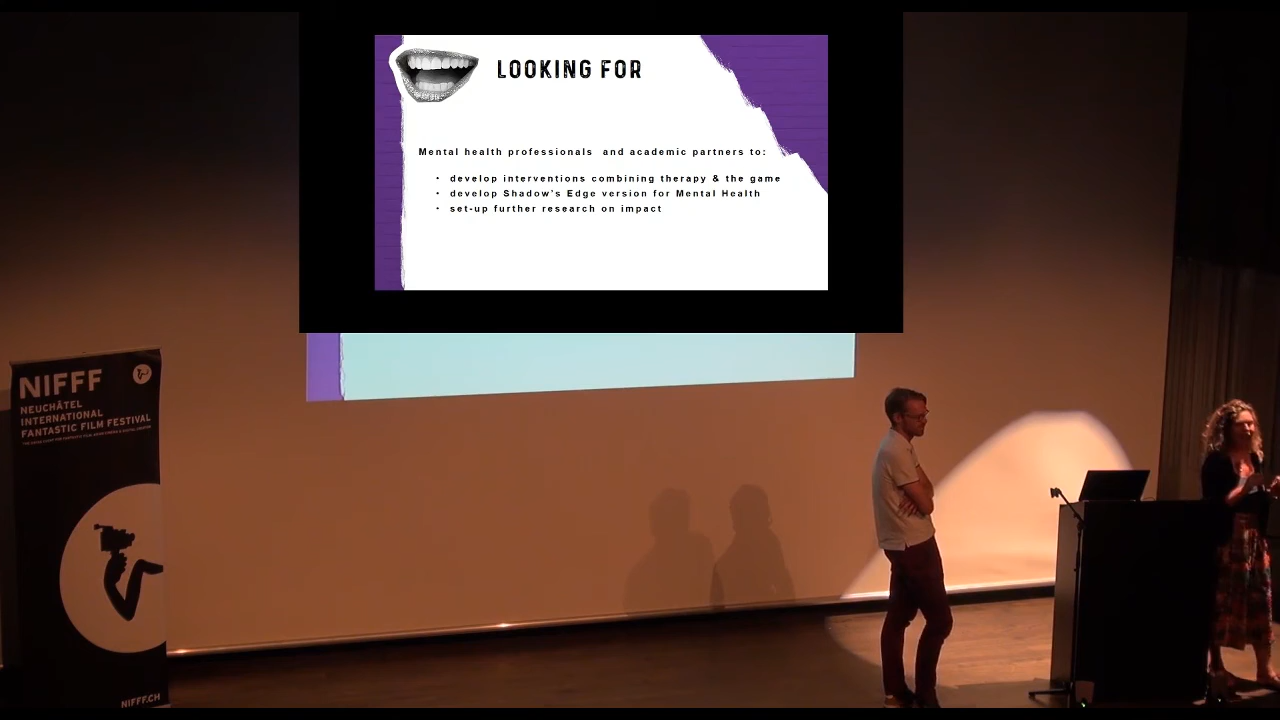 LOOKING FOR
Mental health professionals and academic partners to:
• develop interventions combining therapy & the game
• develop Shadow's Edge version for Mental Health
• set-up further research on impact
NIFFF
NEUCHÂTEL
INTERNATIONAL
FANTASTIC FILM FESTIVAL
NIFFF.CH